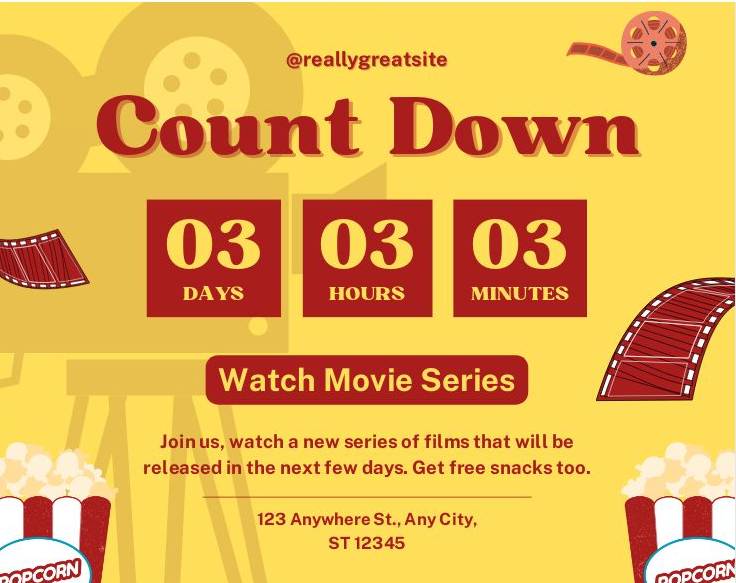 @reallygreatsite
Count Down
03 03 03
DAYS HOURS MINUTES
Watch Movie Series
Join us, watch a new series of films that will be
released in the next few days. Get free snacks too.
123 Anywhere St., Any City,
ST 12345
POPCORN POPCORN